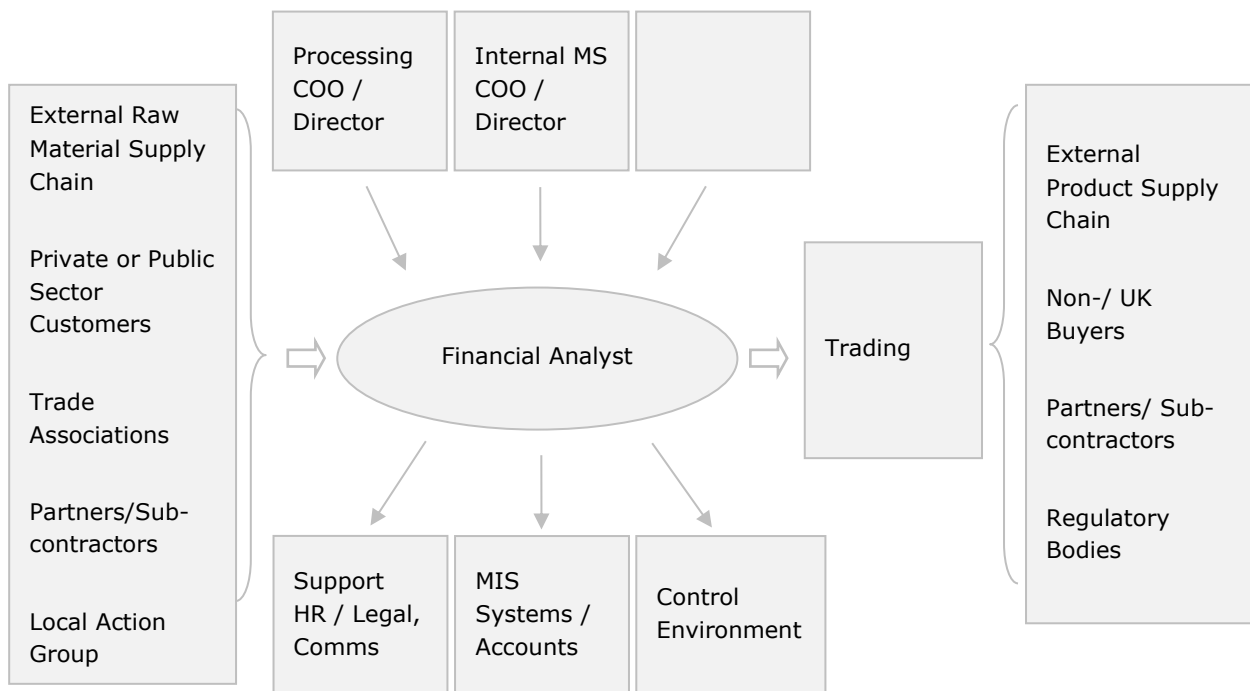 Processing
COO /
Director
Internal MS
COO /
Director
External Raw
Material Supply
Chain
Private or Public
Sector
Customers
Trade
Associations
Partners/Sub-
contractors
Local Action
Group
Financial Analyst
Trading
External
Product Supply
Chain
Non-/ UK
Buyers
Partners/ Sub-
contractors
Regulatory
Bodies
Support
HR / Legal,
Comms
MIS
Systems /
Accounts
Control
Environment